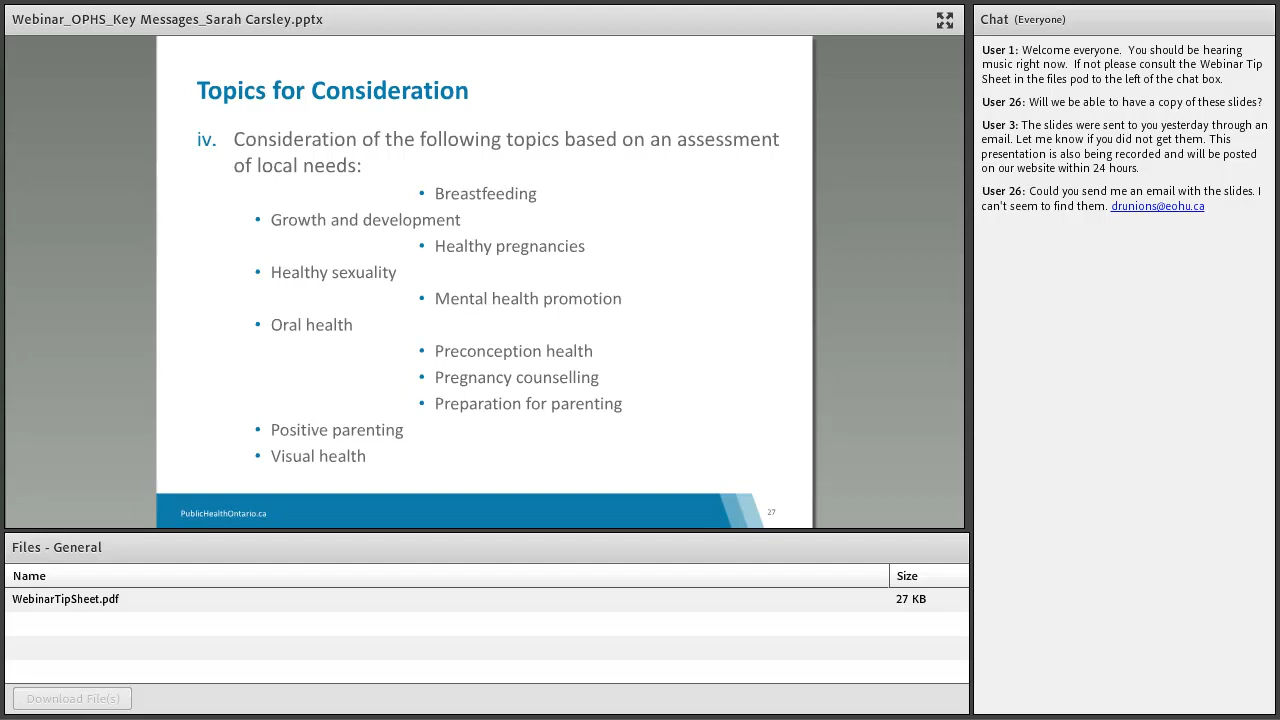 Webinar_OPHS_Key Messages_Sarah Carsley.pptx
Topics for Consideration
iv. Consideration of the following topics based on an assessment
of local needs:
• Breastfeeding
• Growth and development
• Healthy pregnancies
• Healthy sexuality
• Mental health promotion
• Oral health
• Preconception health
• Pregnancy counselling
• Preparation for parenting
• Positive parenting
• Visual health
PublicHealthOntario.ca
27
Files - General
Name Size
WebinarTipSheet.pdf 27 KB
Download File(s)
Chat (Everyone)
User 1: Welcome everyone. You should be hearing
music right now. If not please consult the Webinar Tip
Sheet in the files pod to the left of the chat box.
User 26: Will we be able to have a copy of these slides?
User 3: The slides were sent to you yesterday through an
email. Let me know if you did not get them. This
presentation is also being recorded and will be posted
on our website within 24 hours.
User 26: Could you send me an email with the slides. I
can't seem to find them. drunions@eohu.ca